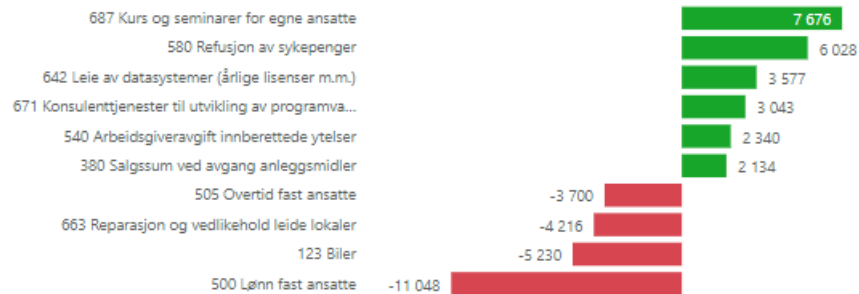 687 Kurs og seminarer for egne ansatte 7 676
580 Refusjon av sykepenger 6 028
642 Leie av datasystemer (årlige lisenser m.m.) 3 577
671 Konsulenttjenester til utvikling av programva... 3 043
540 Arbeidsgiveravgift innberettede ytelser 2 340
380 Salgssum ved avgang anleggsmidler 2 134
505 Overtid fast ansatte -3 700
663 Reparasjon og vedlikehold leide lokaler -4 216
123 Biler -5 230
500 Lønn fast ansatte -11 048